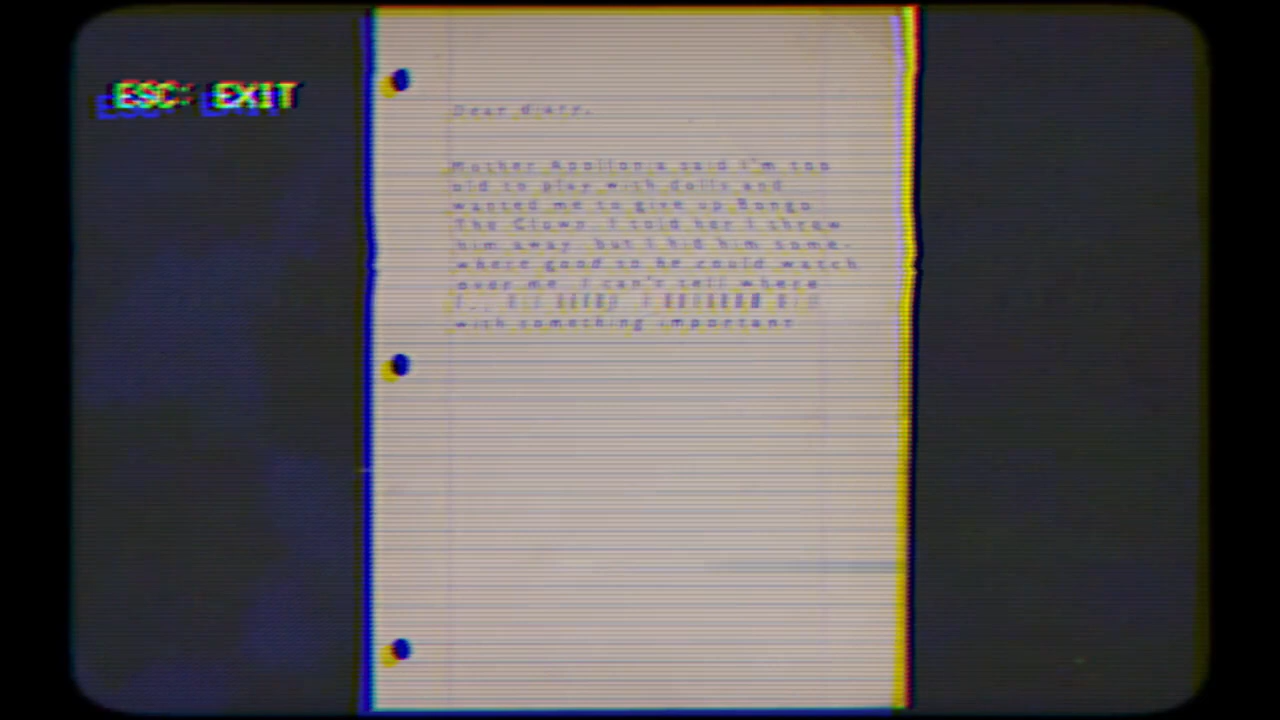 ESC: EXIT
Dear diary,
Mother Apollonia said I'm too
old to play with dolls and
wanted me to give up Bongo
The Clown. I told her I threw
him away, but I hid him some-
where good so he could watch
over me. I can't tell where
with something important